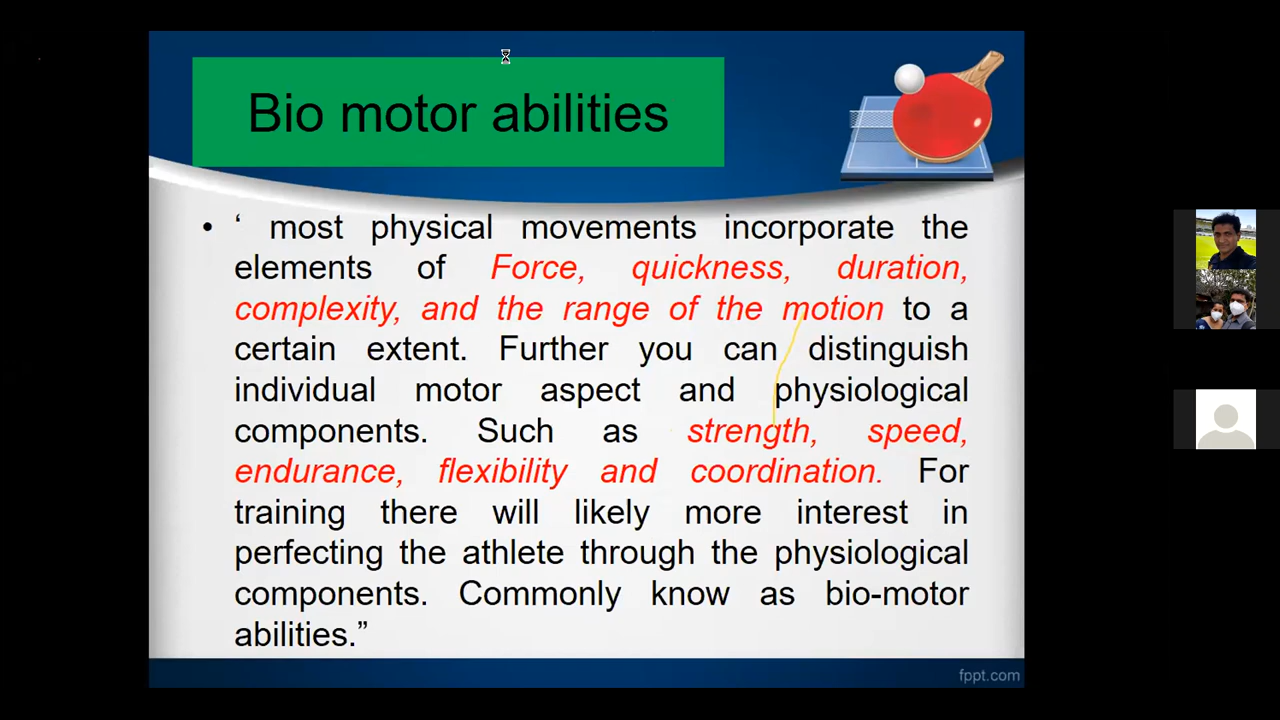 Bio motor abilities
• ‘ most physical movements incorporate the
elements of Force, quickness, duration,
complexity, and the range of the motion to a
certain extent. Further you can distinguish
individual motor aspect and physiological
components. Such as strength, speed,
endurance, flexibility and coordination. For
training there will likely more interest in
perfecting the athlete through the physiological
components. Commonly know as bio-motor
abilities.”
fppt.com